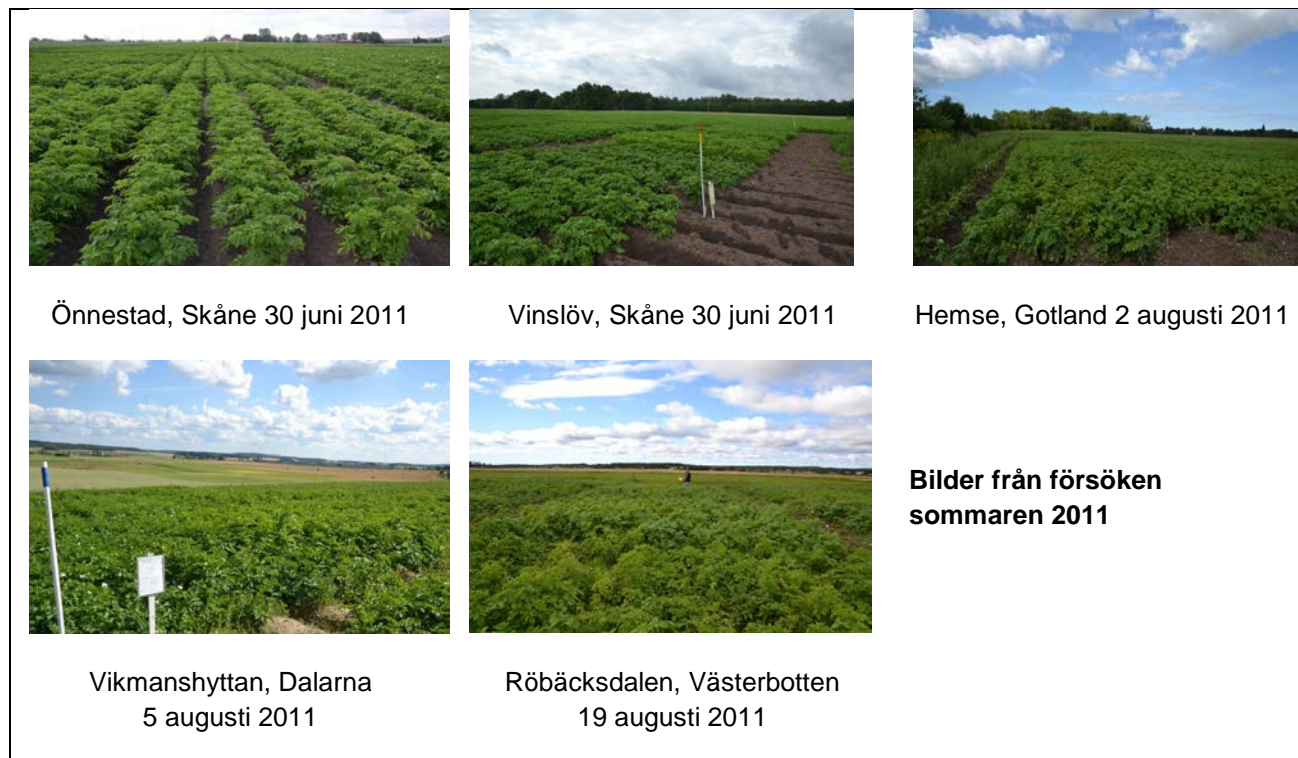 Önnestad, Skåne 30 juni 2011
Vinslöv, Skåne 30 juni 2011
Hemse, Gotland 2 augusti 2011
Vikmanshyttan, Dalarna
5 augusti 2011
Röbäcksdalen, Västerbotten
19 augusti 2011
Bilder från försöken
sommaren 2011